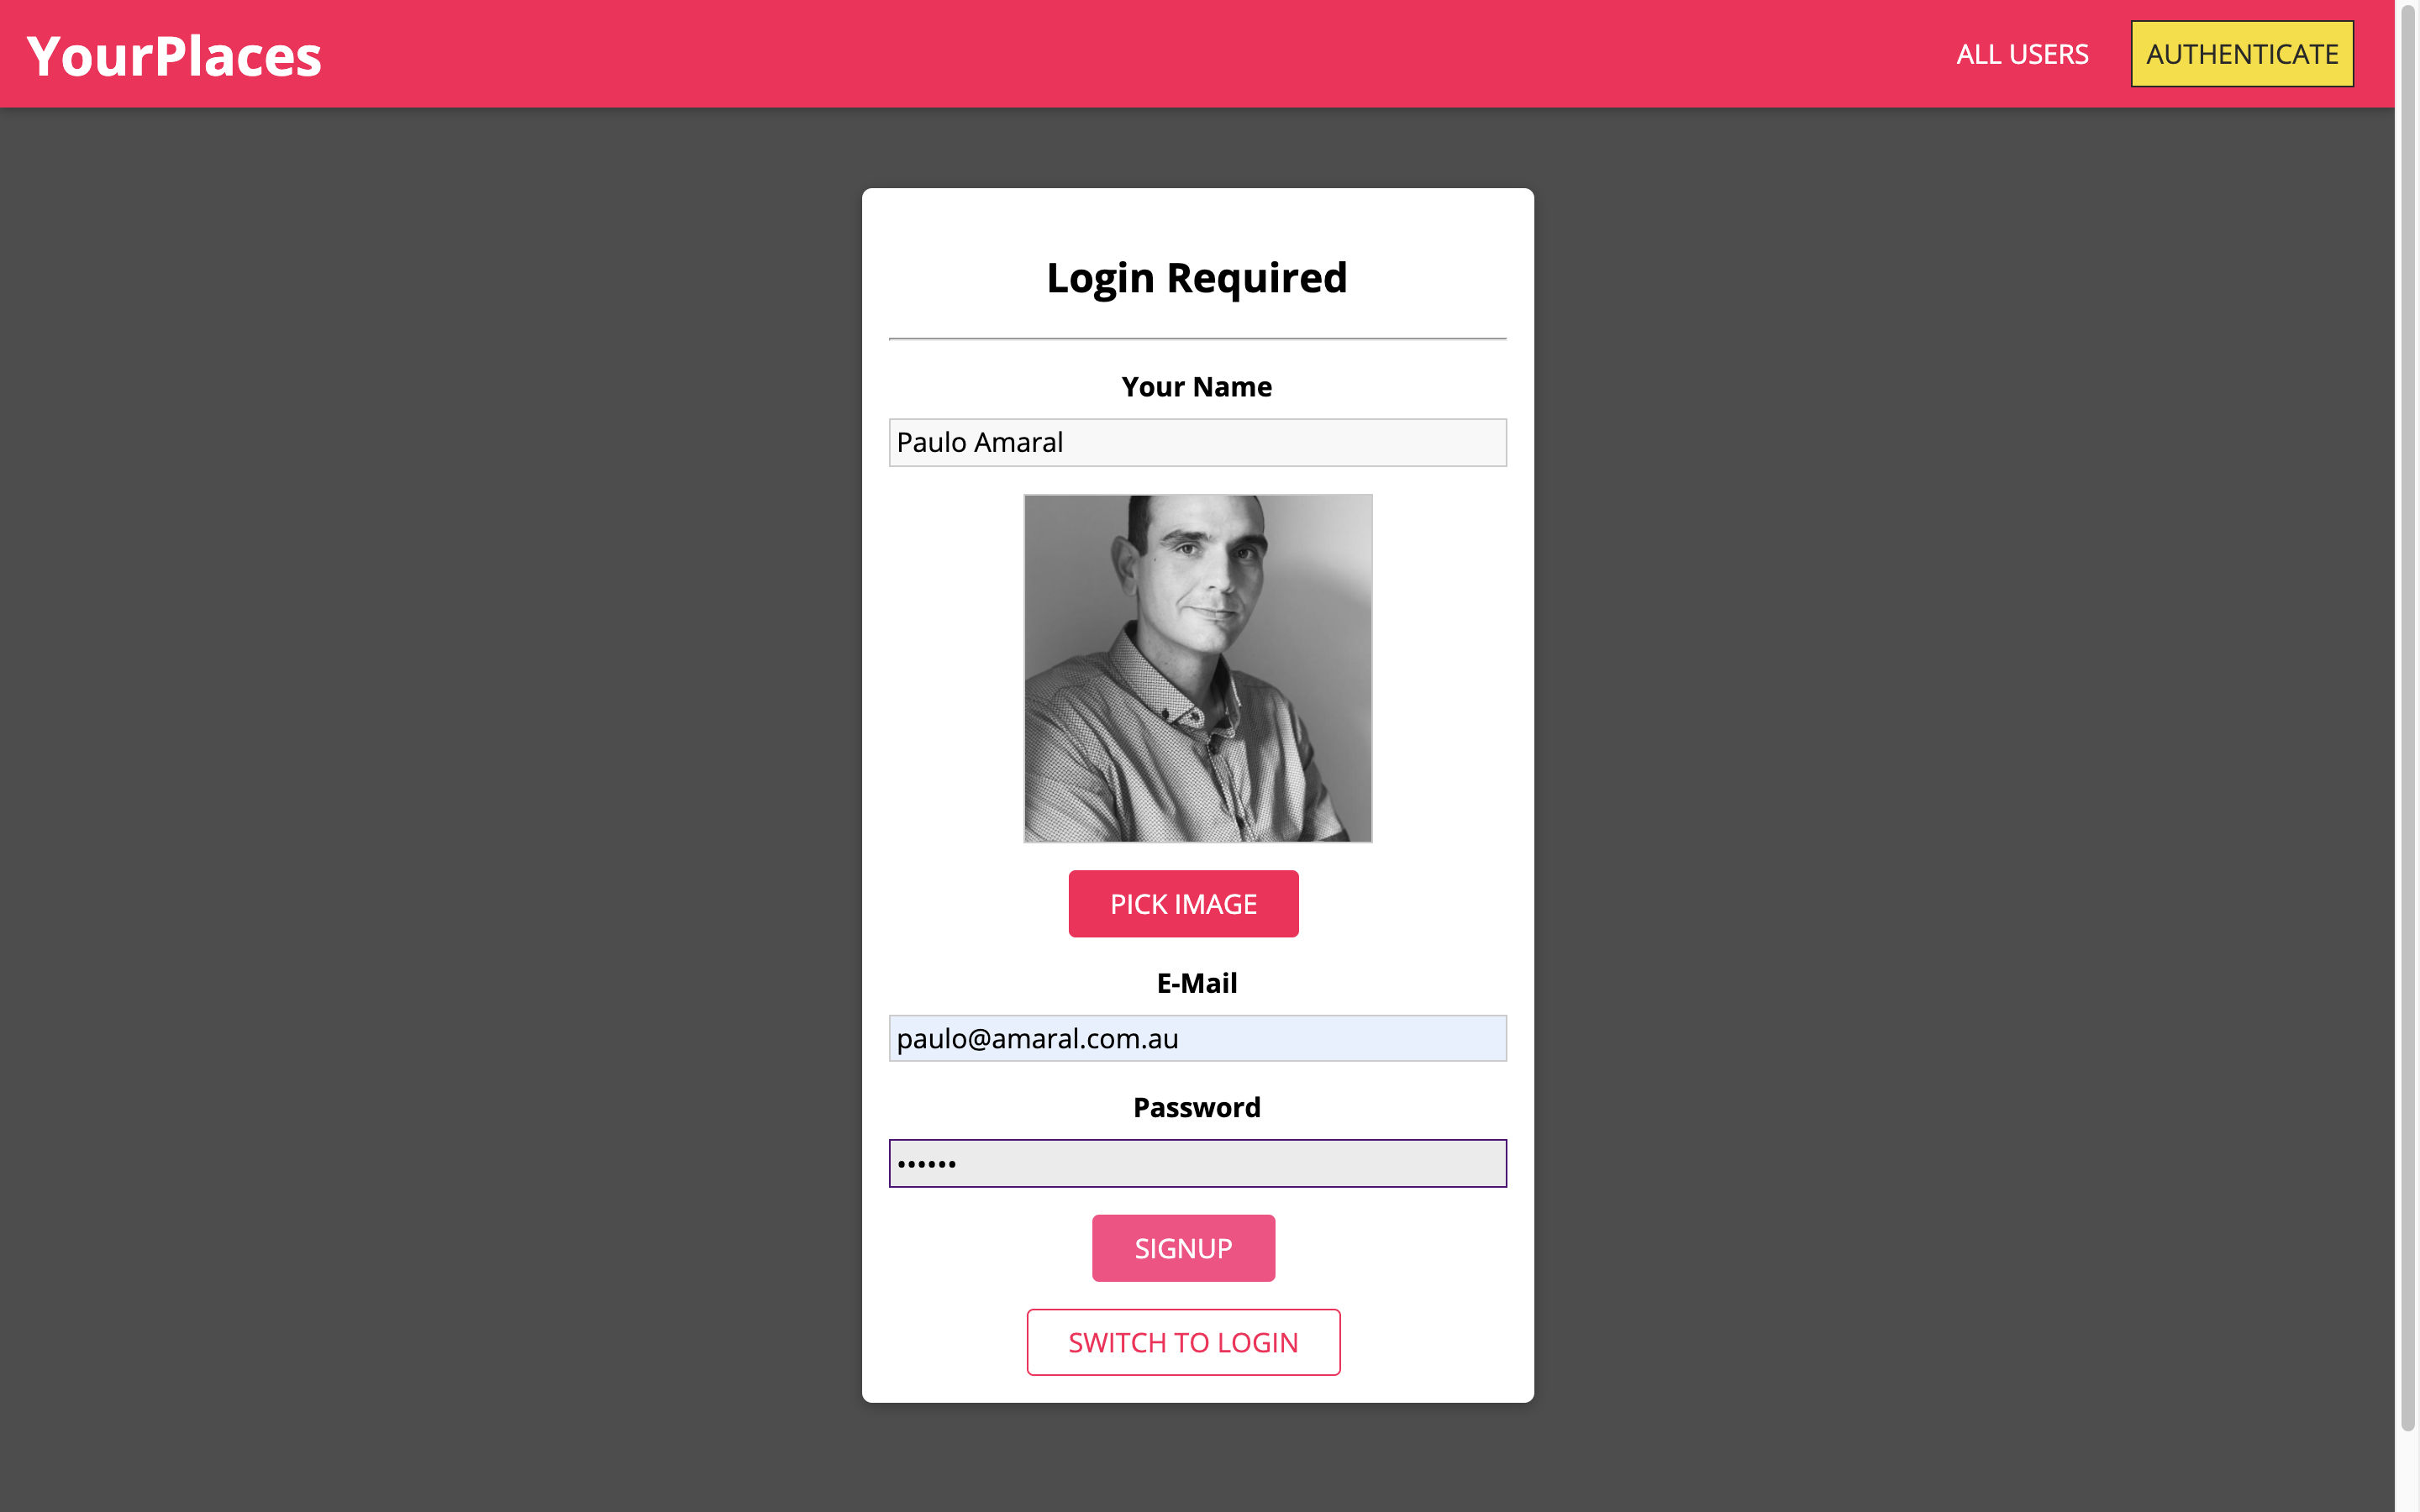 YourPlaces
ALL USERS
AUTHENTICATE
Login Required
Your Name
Paulo Amaral
PICK IMAGE
E-Mail
paulo@amaral.com.au
Password
••••••
SIGNUP
SWITCH TO LOGIN